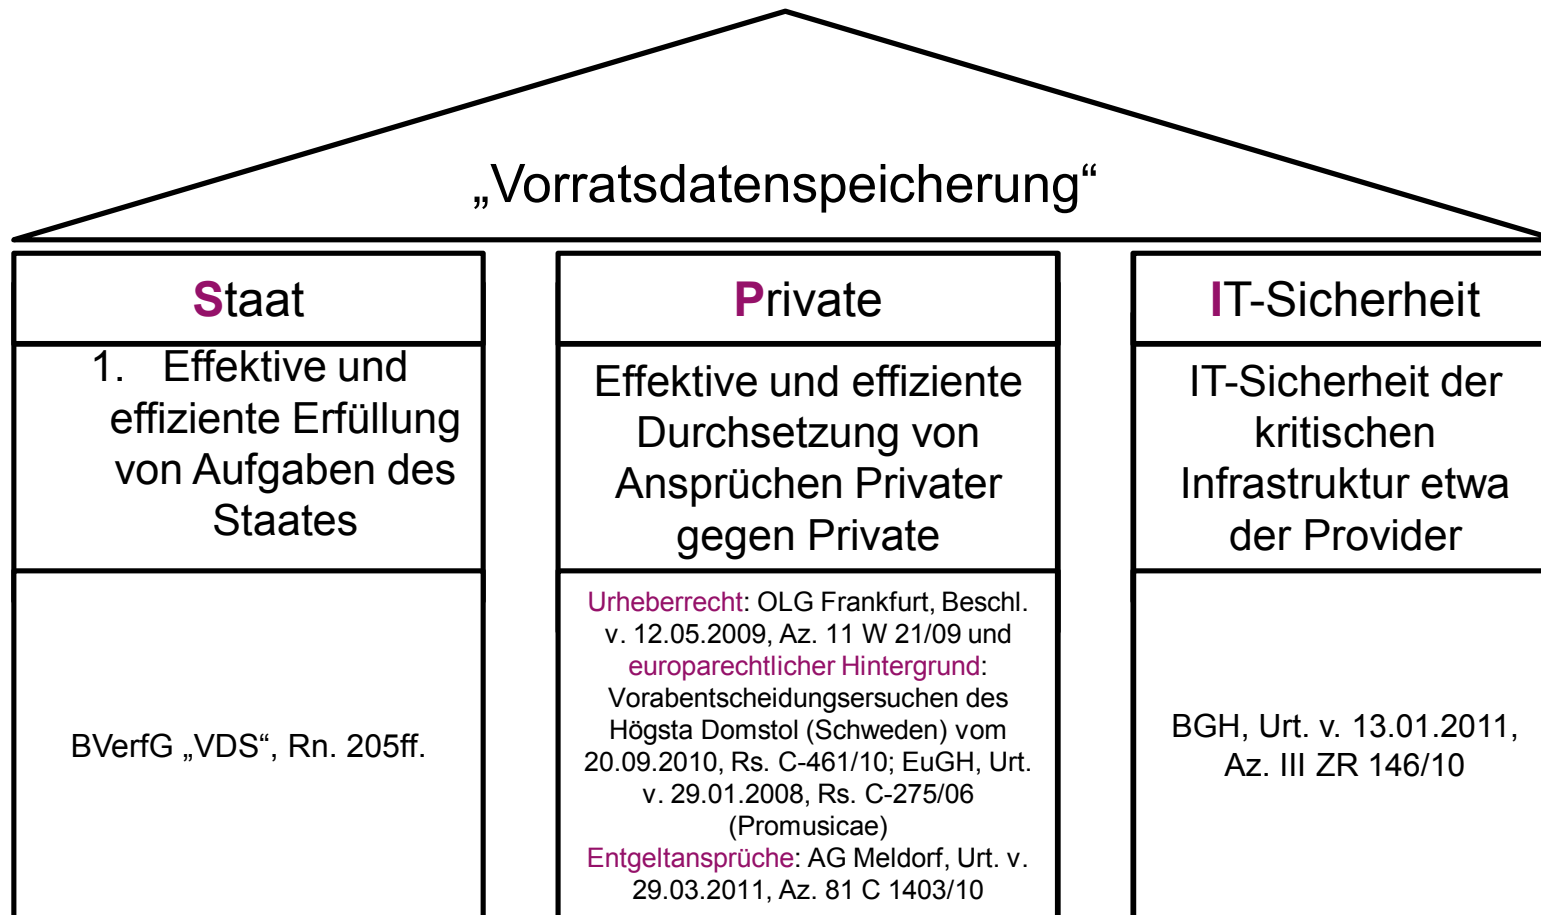 „Vorratsdatenspeicherung“
Staat
1. Effektive und
effiziente Erfüllung
von Aufgaben des
Staates
BVerfG „VDS“, Rn. 205ff.
Private
Effektive und effiziente
Durchsetzung von
Ansprüchen Privater
gegen Private
Urheberrecht: OLG Frankfurt, Beschl.
v. 12.05.2009, Az. 11 W 21/09 und
europarechtlicher Hintergrund:
Vorabentscheidungsersuchen des
Högsta Domstol (Schweden) vom
20.09.2010, Rs. C-461/10; EuGH, Urt.
v. 29.01.2008, Rs. C-275/06
(Promusicae)
Entgeltansprüche: AG Meldorf, Urt. v.
29.03.2011, Az. 81 C 1403/10
IT-Sicherheit
IT-Sicherheit der
kritischen
Infrastruktur etwa
der Provider
BGH, Urt. v. 13.01.2011,
Az. III ZR 146/10